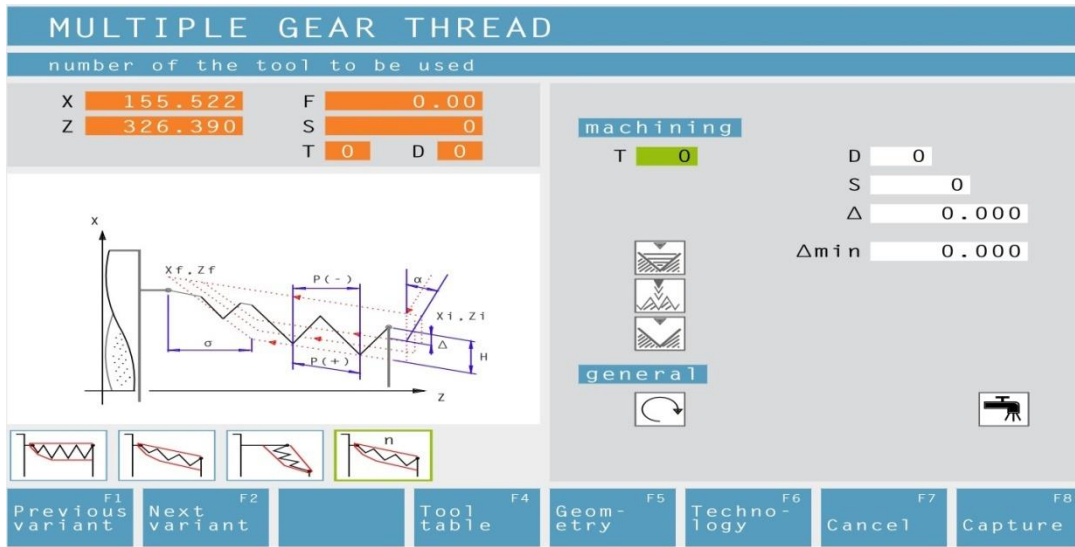 MULTIPLE GEAR THREAD
number of the tool to be used
X 155.522 F 0.00
Z 326.390 S 0
T 0 D 0
machining
T 0 D 0
S 0
△ 0.000
△min 0.000
general
X
Xf.Zf
P(-)
α
Xi.Zi
σ
△
H
P(+)
Z
n
F1 Previous variant
F2 Next variant
F4 Tool table
F5 Geom-etry
F6 Techno-logy
F7 Cancel
F8 Capture